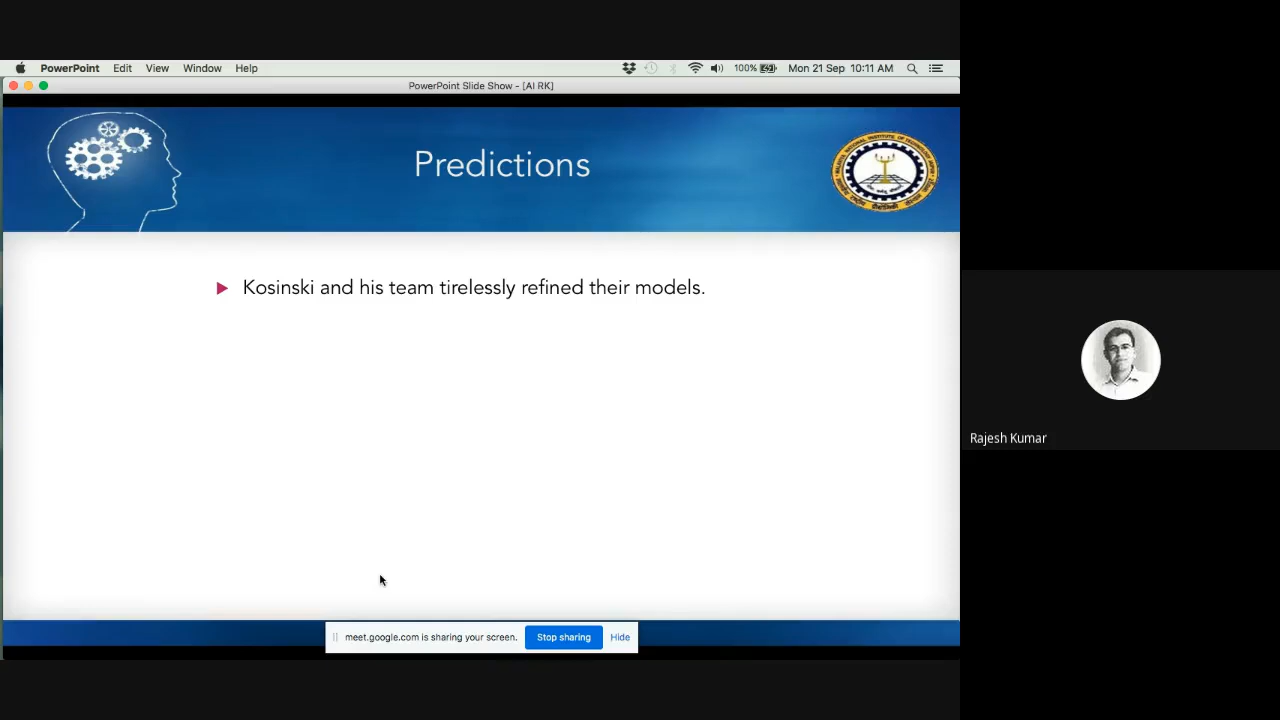 PowerPoint Edit View Window Help 100% Mon 21 Sep 10:11 AM
PowerPoint Slide Show - [AI RK]
Predictions
Kosinski and his team tirelessly refined their models.
Rajesh Kumar
meet.google.com is sharing your screen. Stop sharing Hide